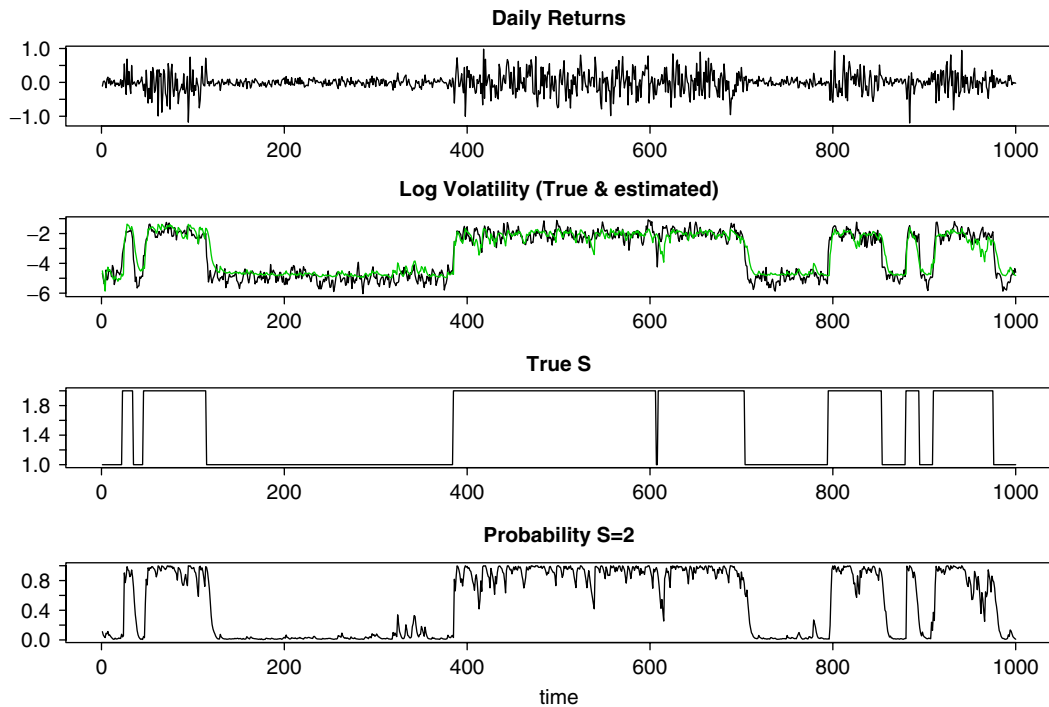 Daily Returns
1.0
0.0
−1.0
0 200 400 600 800 1000
Log Volatility (True & estimated)
−2
−4
−6
0 200 400 600 800 1000
True S
1.8
1.4
1.0
0 200 400 600 800 1000
Probability S=2
0.8
0.4
0.0
0 200 400 600 800 1000
time